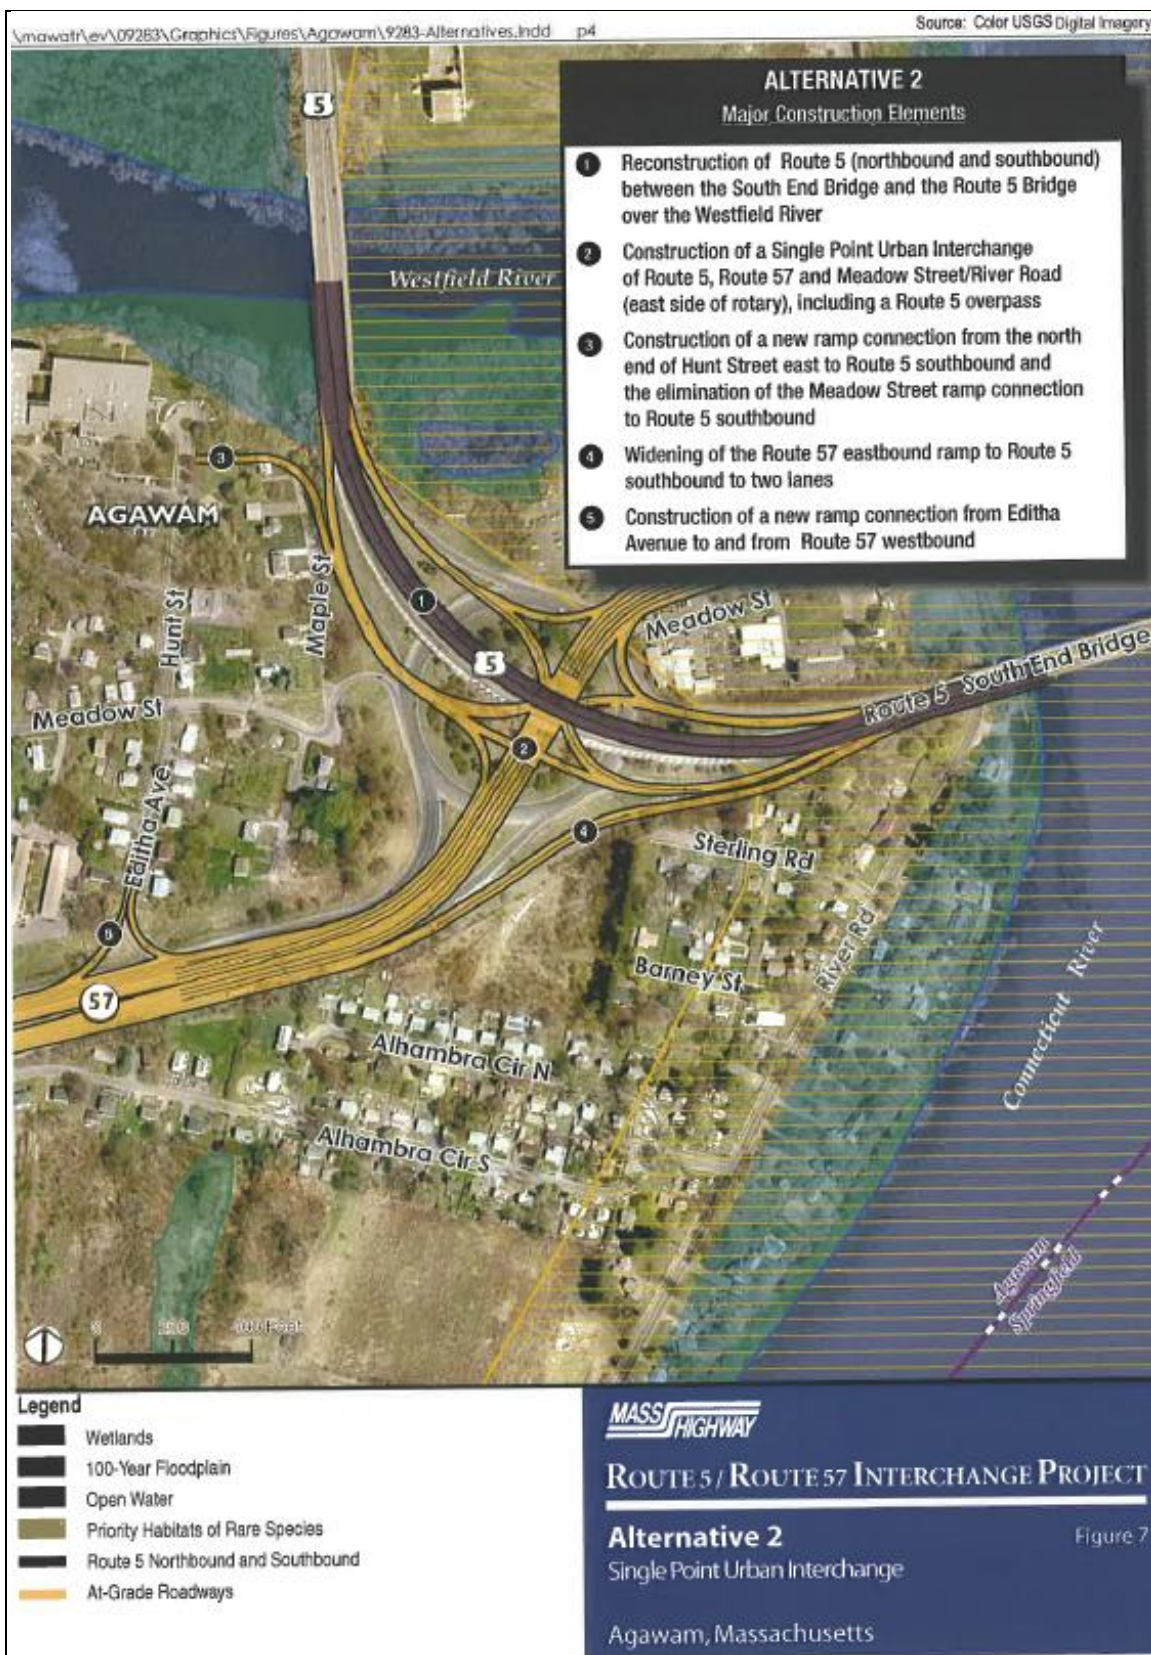 \mawatr\ev\09283\Graphics\Figures\Agawam\9283-Alternatives.indd p4
Source: Color USGS Digital Imagery
5
ALTERNATIVE 2
Major Construction Elements
1 Reconstruction of Route 5 (northbound and southbound)
between the South End Bridge and the Route 5 Bridge
over the Westfield River
2 Construction of a Single Point Urban Interchange
of Route 5, Route 57 and Meadow Street/River Road
(east side of rotary), including a Route 5 overpass
3 Construction of a new ramp connection from the north
end of Hunt Street east to Route 5 southbound and
the elimination of the Meadow Street ramp connection
to Route 5 southbound
4 Widening of the Route 57 eastbound ramp to Route 5
southbound to two lanes
5 Construction of a new ramp connection from Editha
Avenue to and from Route 57 westbound
Westfield River
3
AGAWAM
Maple St
Hunt St
1
Meadow St
5
Route 5 South End Bridge
Meadow St
2
Editha Ave
4
Sterling Rd
5
River Rd
Barney St
57
Connecticut River
Alhambra Cir N
Alhambra Cir S
Agawam
Springfield
Legend
Wetlands
100-Year Floodplain
Open Water
Priority Habitats of Rare Species
Route 5 Northbound and Southbound
At-Grade Roadways
MASS HIGHWAY
ROUTE 5 / ROUTE 57 INTERCHANGE PROJECT
Alternative 2
Figure 7
Single Point Urban Interchange
Agawam, Massachusetts